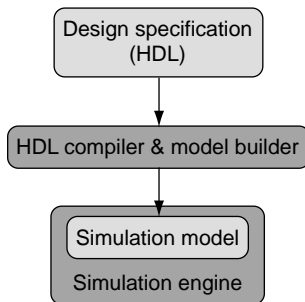 Design specification
(HDL)
HDL compiler & model builder
Simulation model
Simulation engine